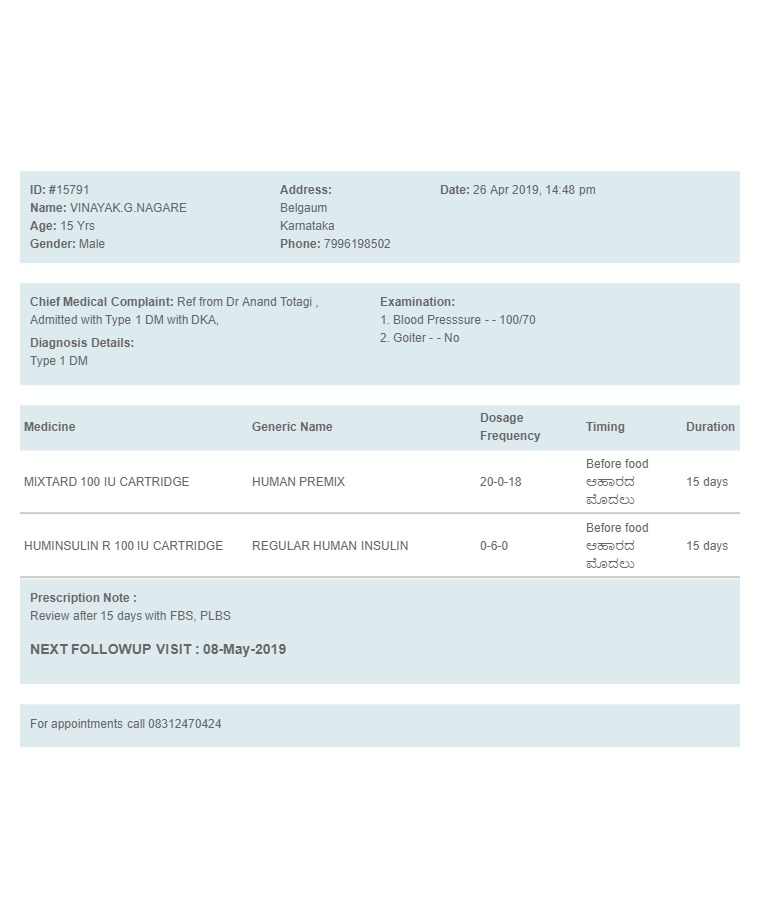 ID: #15791
Name: VINAYAK.G.NAGARE
Age: 15 Yrs
Gender: Male
Address:
Belgaum
Karnataka
Phone: 7996198502
Date: 26 Apr 2019, 14:48 pm
Chief Medical Complaint: Ref from Dr Anand Totagi ,
Admitted with Type 1 DM with DKA,
Diagnosis Details:
Type 1 DM
Examination:
1. Blood Presssure - - 100/70
2. Goiter - - No
Medicine Generic Name Dosage Frequency Timing Duration
MIXTARD 100 IU CARTRIDGE HUMAN PREMIX 20-0-18 Before food ಆಹಾರದ ಮೊದಲು 15 days
HUMINSULIN R 100 IU CARTRIDGE REGULAR HUMAN INSULIN 0-6-0 Before food ಆಹಾರದ ಮೊದಲು 15 days
Prescription Note :
Review after 15 days with FBS, PLBS
NEXT FOLLOWUP VISIT : 08-May-2019
For appointments call 08312470424